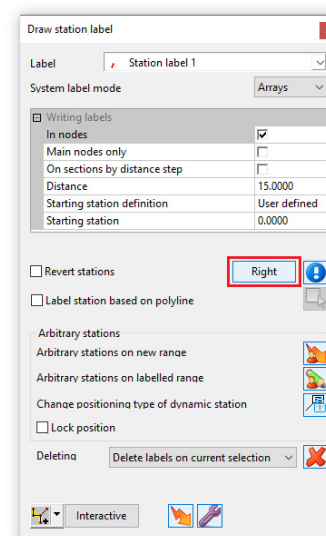 Draw station label
Label Station label 1
System label mode Arrays
Writing labels
In nodes
Main nodes only
On sections by distance step
Distance 15.0000
Starting station definition User defined
Starting station 0.0000
Revert stations Right
Label station based on polyline
Arbitrary stations
Arbitrary stations on new range
Arbitrary stations on labelled range
Change positioning type of dynamic station
Lock position
Deleting Delete labels on current selection
Interactive